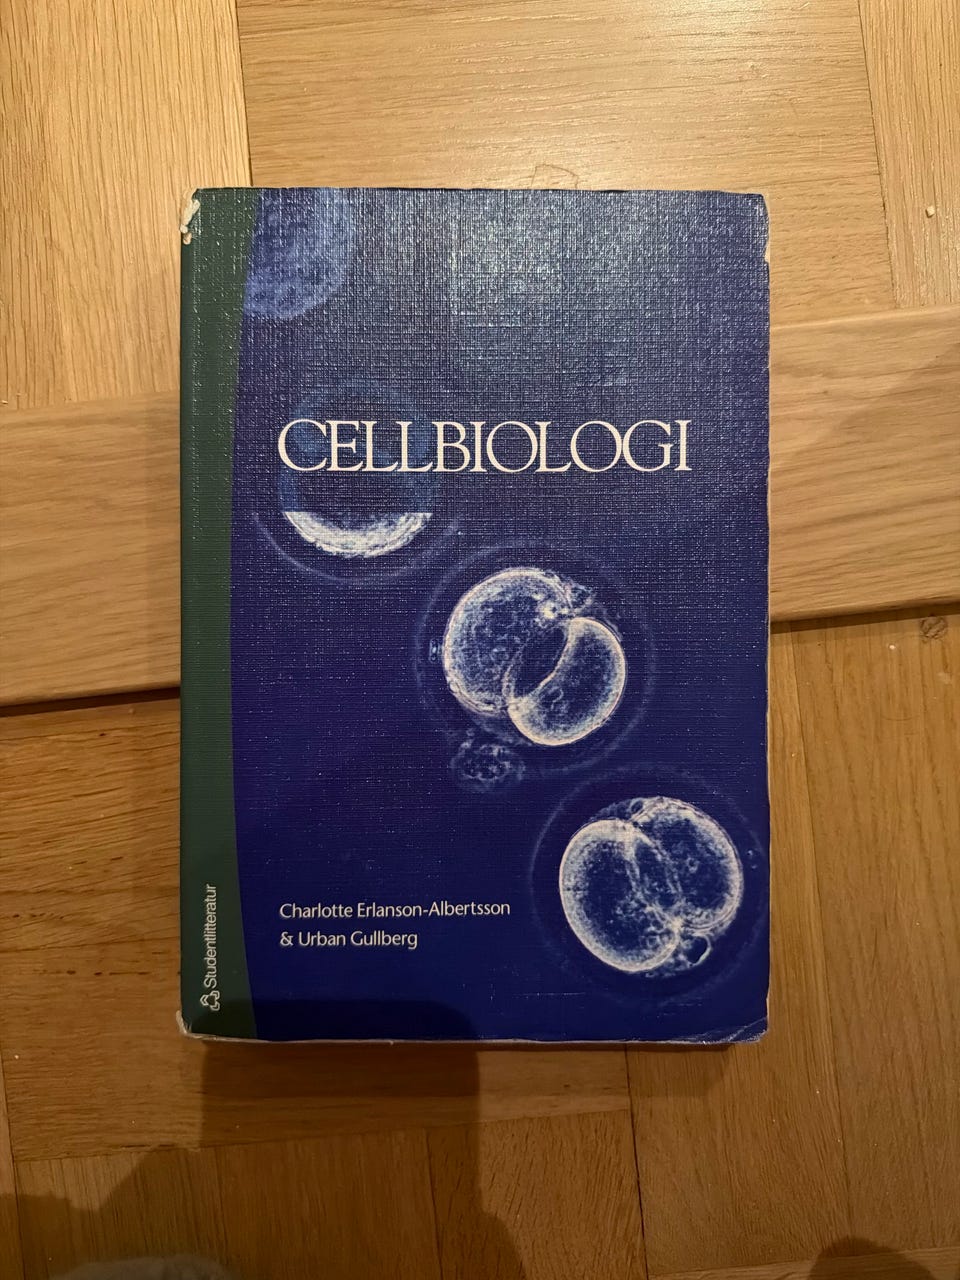 CELLBIOLOGI
Charlotte Erlanson-Albertsson
& Urban Gullberg
Studentlitteratur